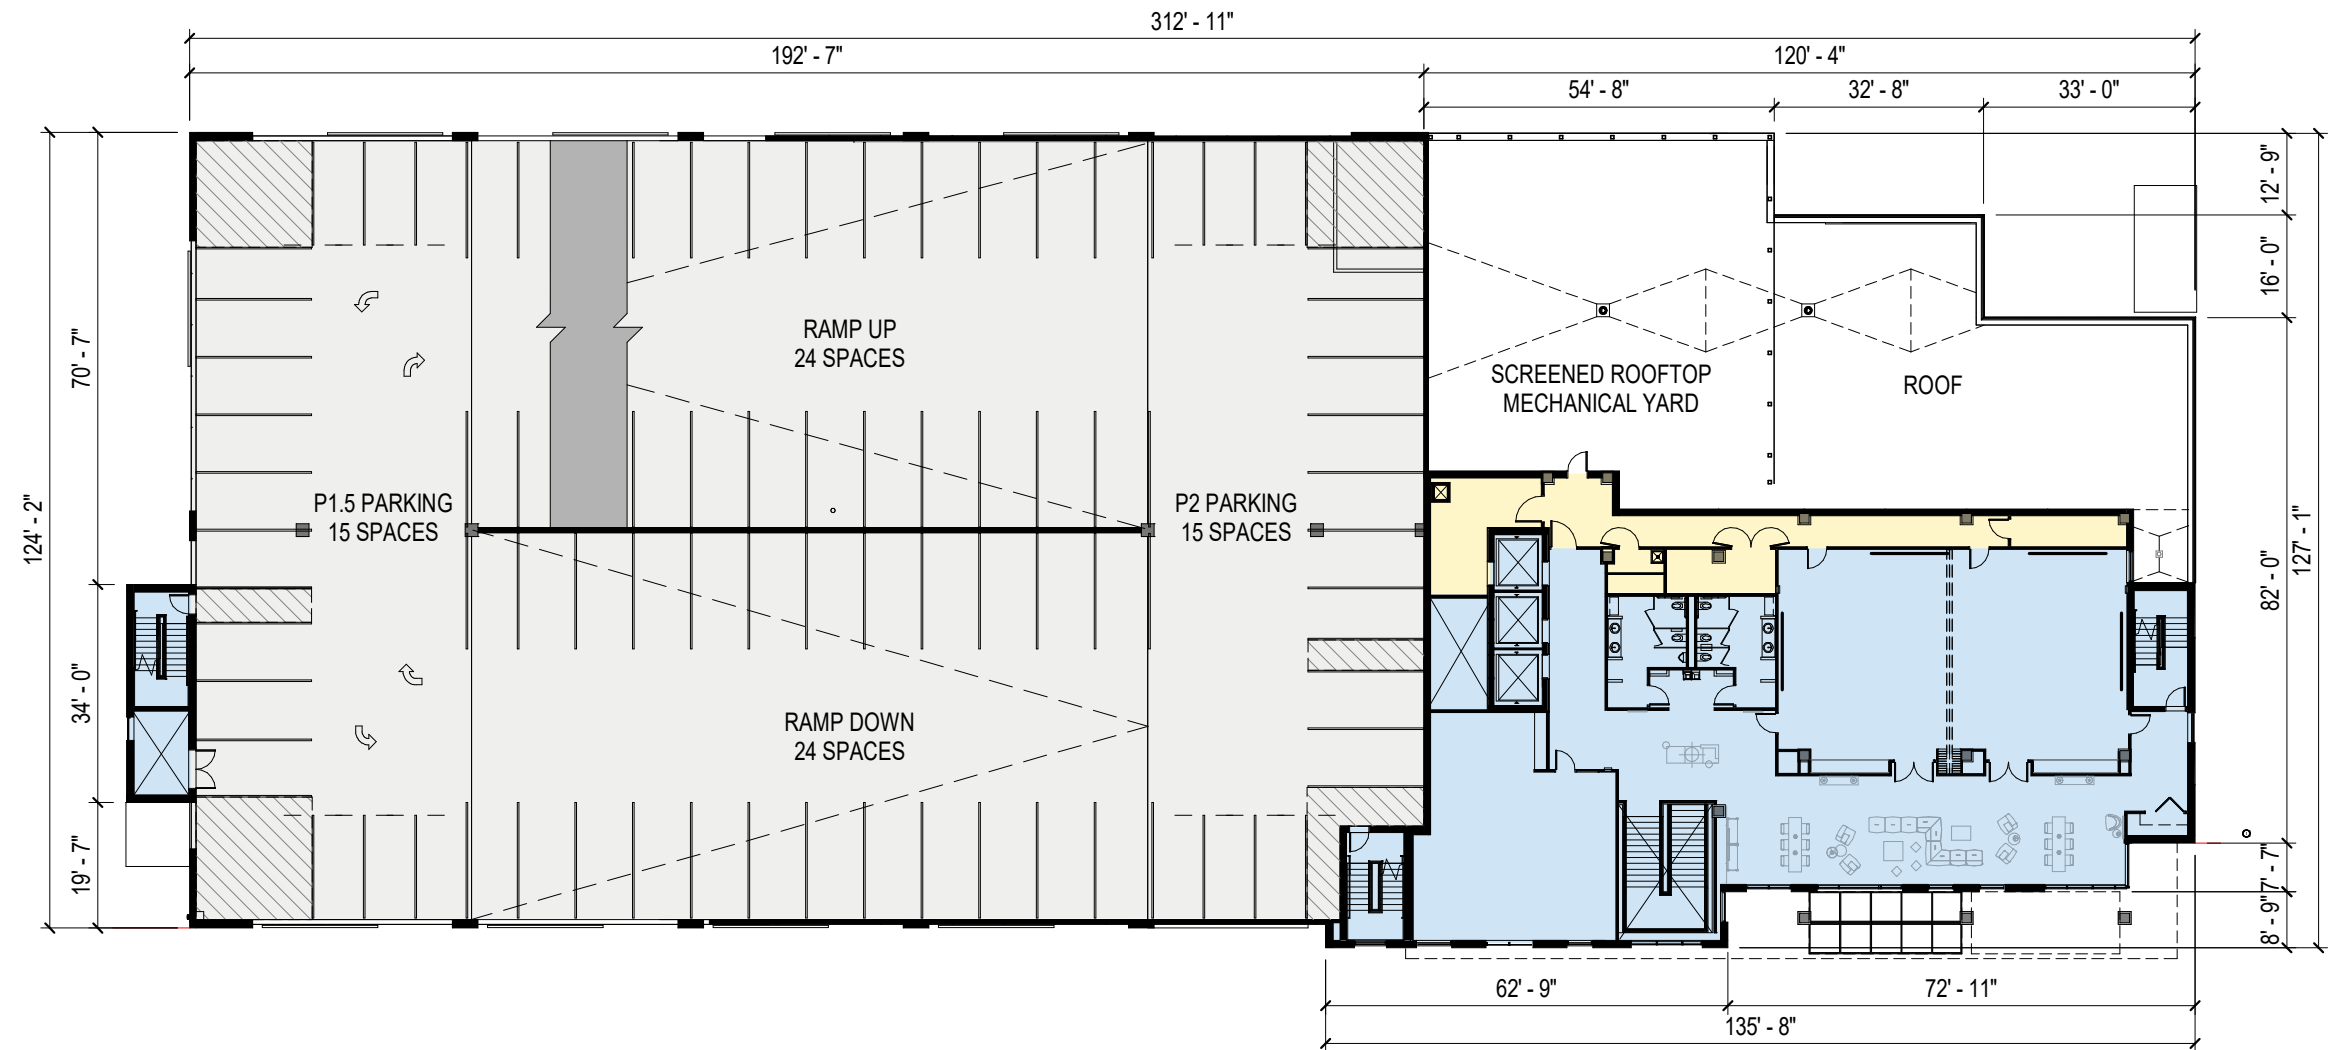 312' - 11"
192' - 7"
120' - 4"
54' - 8"
32' - 8"
33' - 0"
124' - 2"
70' - 7"
34' - 0"
19' - 7"
RAMP UP
24 SPACES
P1.5 PARKING
15 SPACES
P2 PARKING
15 SPACES
RAMP DOWN
24 SPACES
SCREENED ROOFTOP
MECHANICAL YARD
ROOF
12' - 9"
16' - 0"
82' - 0"
127' - 1"
7' - 7"
8' - 9"
62' - 9"
72' - 11"
135' - 8"